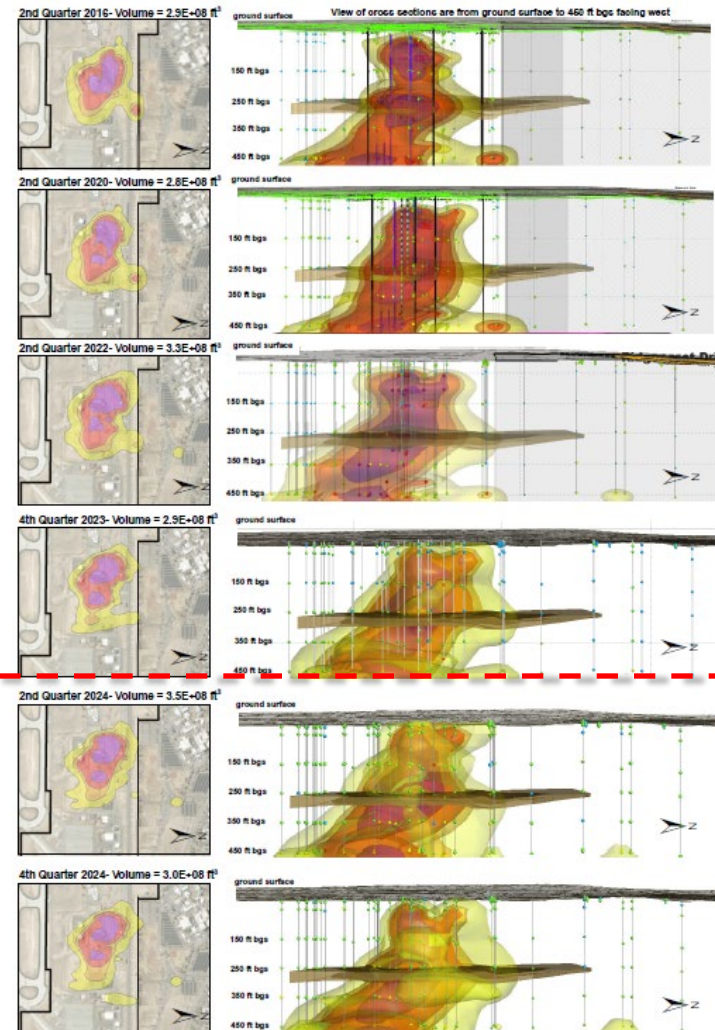 2nd Quarter 2016- Volume = 2.9E+08 ft³
ground surface
View of cross sections are from ground surface to 450 ft bgs facing west
150 ft bgs
250 ft bgs
350 ft bgs
450 ft bgs
N
N
2nd Quarter 2020- Volume = 2.8E+08 ft³
ground surface
150 ft bgs
250 ft bgs
350 ft bgs
450 ft bgs
N
N
2nd Quarter 2022- Volume = 3.3E+08 ft³
ground surface
150 ft bgs
250 ft bgs
350 ft bgs
450 ft bgs
N
N
4th Quarter 2023- Volume = 2.9E+08 ft³
ground surface
150 ft bgs
250 ft bgs
350 ft bgs
450 ft bgs
N
N
2nd Quarter 2024- Volume = 3.5E+08 ft³
ground surface
150 ft bgs
250 ft bgs
350 ft bgs
450 ft bgs
N
N
4th Quarter 2024- Volume = 3.0E+08 ft³
ground surface
150 ft bgs
250 ft bgs
350 ft bgs
450 ft bgs
N
N